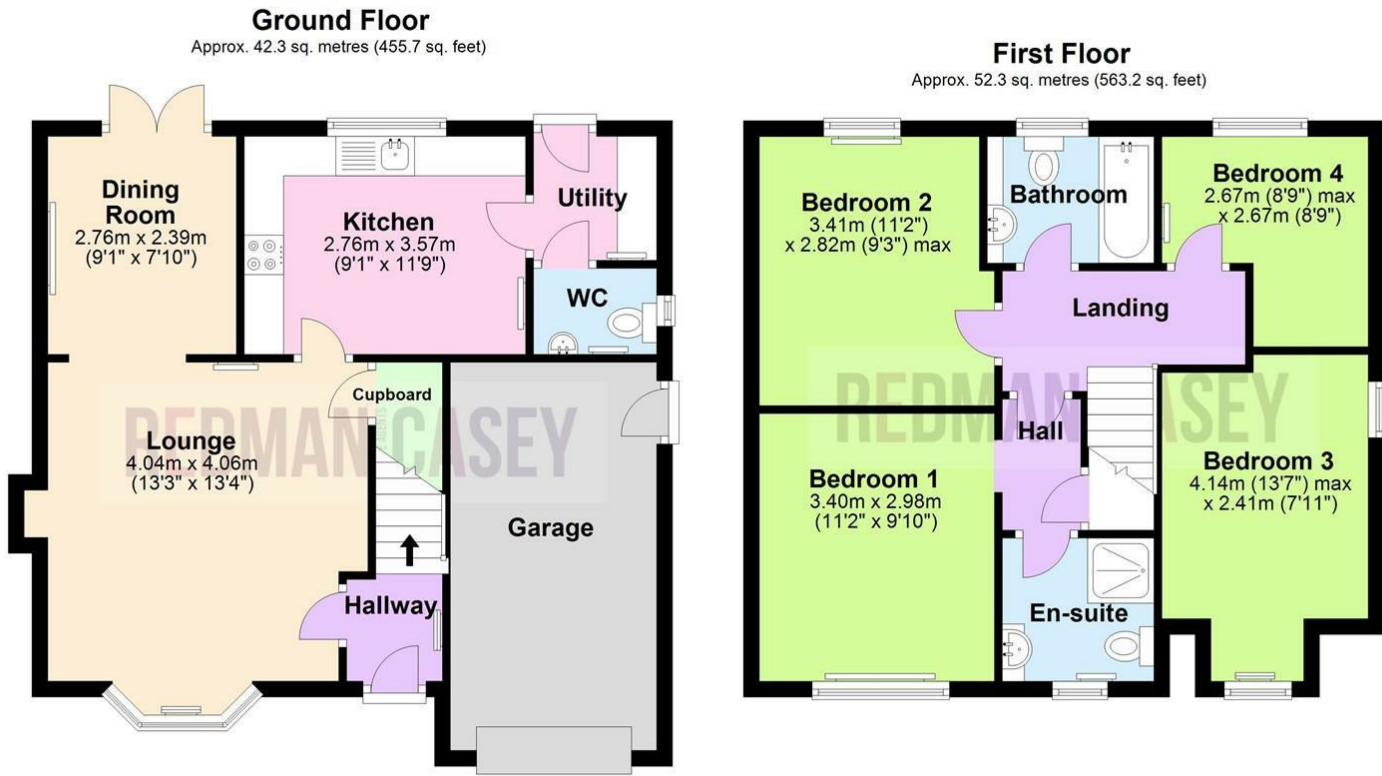 Ground Floor
Approx. 42.3 sq. metres (455.7 sq. feet)
Dining
Room
2.76m x 2.39m
(9'1" x 7'10")
Kitchen
2.76m x 3.57m
(9'1" x 11'9")
Utility
WC
Cupboard
Lounge
4.04m x 4.06m
(13'3" x 13'4")
Garage
Hallway
REDMAN CASEY
First Floor
Approx. 52.3 sq. metres (563.2 sq. feet)
Bedroom 2
3.41m (11'2")
x 2.82m (9'3") max
Bathroom
Bedroom 4
2.67m (8'9") max
x 2.67m (8'9")
Landing
Hall
Bedroom 1
3.40m x 2.98m
(11'2" x 9'10")
Bedroom 3
4.14m (13'7") max
x 2.41m (7'11")
En-suite
REDMAN CASEY